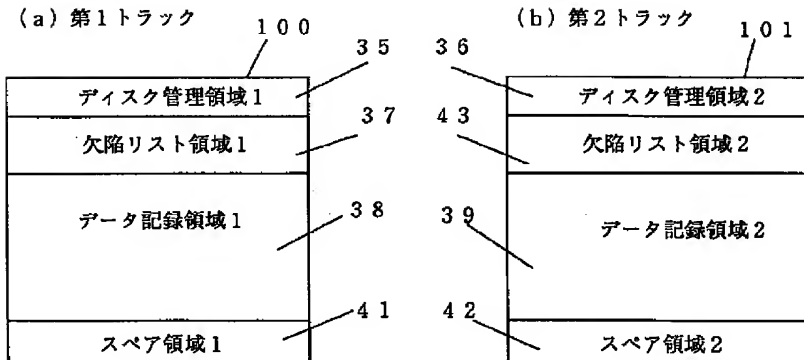 (a) 第1トラック
100
35
ディスク管理領域1
37
欠陥リスト領域1
データ記録領域1
38
41
スペア領域1
(b) 第2トラック
101
36
ディスク管理領域2
43
欠陥リスト領域2
データ記録領域2
39
42
スペア領域2